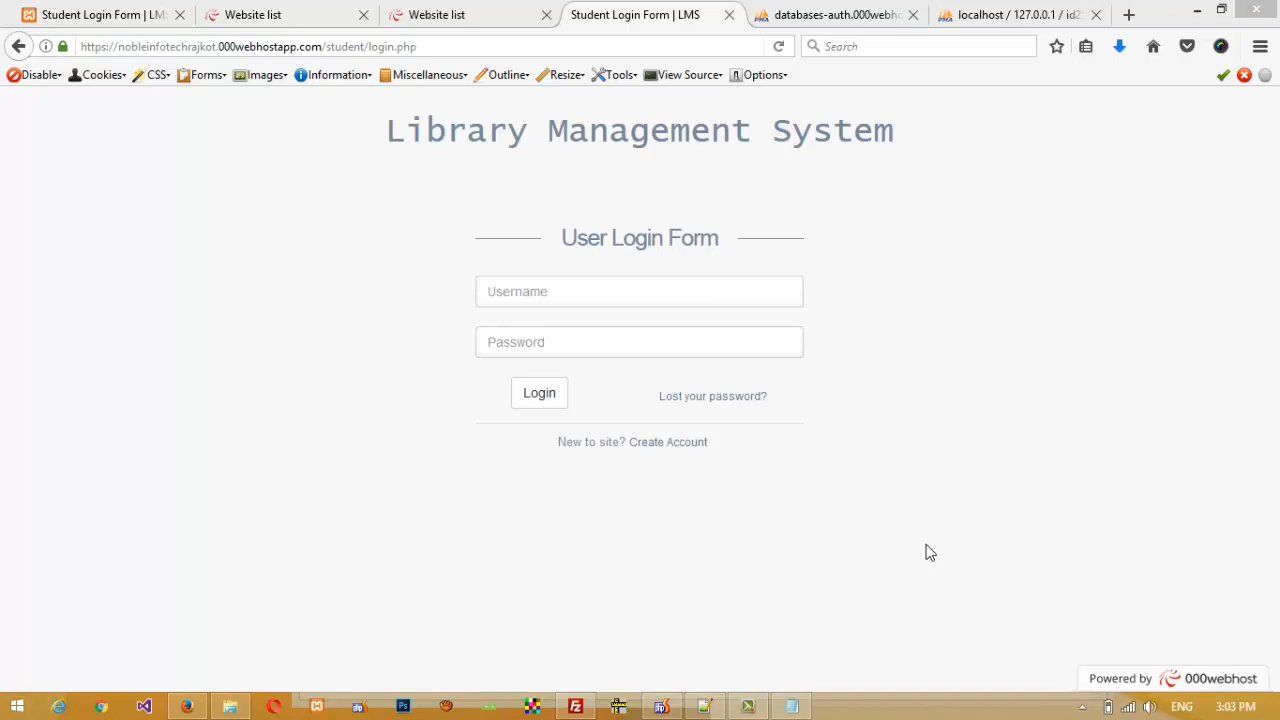 Student Login Form | LM
Website list
Website list
Student Login Form | LMS
databases-auth.000webh
localhost / 127.0.0.1 / id2
https://nobleinfotechrajkot.000webhostapp.com/student/login.php
Search
Disable
Cookies
CSS
Forms
Images
Information
Miscellaneous
Outline
Resize
Tools
View Source
Options
Library Management System
User Login Form
Username
Password
Login
Lost your password?
New to site? Create Account
Powered by 000webhost
ENG
3:03 PM